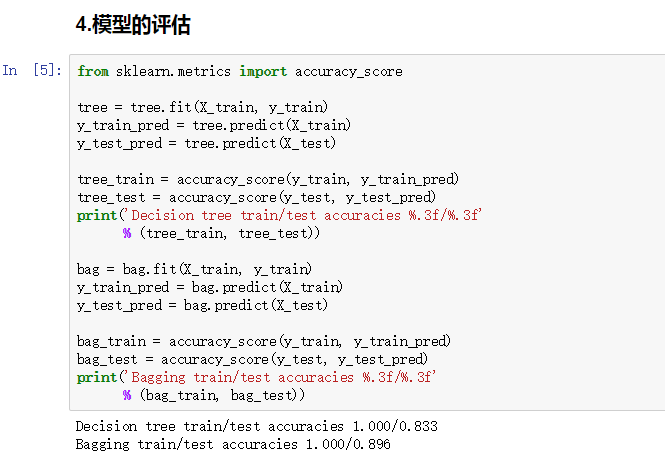 4.模型的评估
In [5]:
from sklearn.metrics import accuracy_score
tree = tree.fit(X_train, y_train)
y_train_pred = tree.predict(X_train)
y_test_pred = tree.predict(X_test)
tree_train = accuracy_score(y_train, y_train_pred)
tree_test = accuracy_score(y_test, y_test_pred)
print('Decision tree train/test accuracies %.3f/%.3f'
% (tree_train, tree_test))
bag = bag.fit(X_train, y_train)
y_train_pred = bag.predict(X_train)
y_test_pred = bag.predict(X_test)
bag_train = accuracy_score(y_train, y_train_pred)
bag_test = accuracy_score(y_test, y_test_pred)
print('Bagging train/test accuracies %.3f/%.3f'
% (bag_train, bag_test))
Decision tree train/test accuracies 1.000/0.833
Bagging train/test accuracies 1.000/0.896